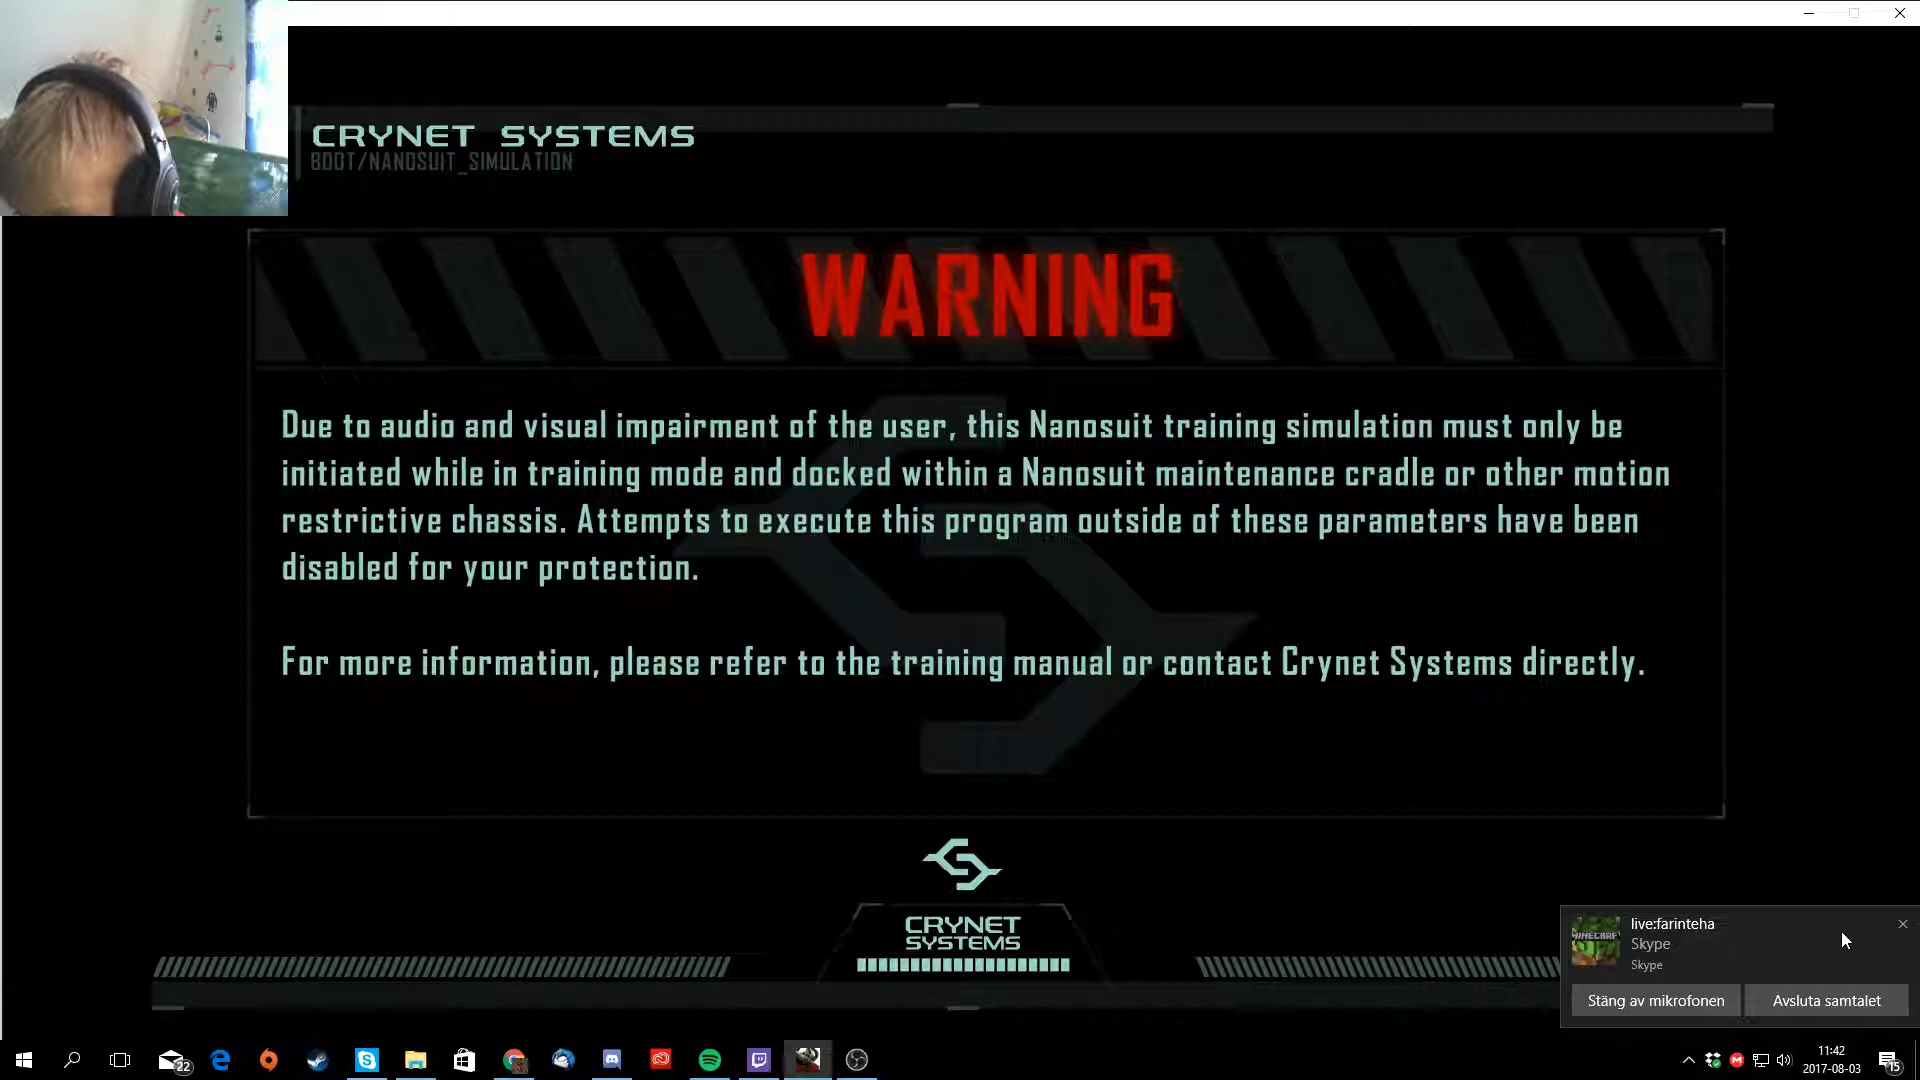 CRYNET SYSTEMS
BOOT/NANOSUIT_SIMULATION
WARNING
Due to audio and visual impairment of the user, this Nanosuit training simulation must only be
initiated while in training mode and docked within a Nanosuit maintenance cradle or other motion
restrictive chassis. Attempts to execute this program outside of these parameters have been
disabled for your protection.
For more information, please refer to the training manual or contact Crynet Systems directly.
CRYNET
SYSTEMS
MINECRAFT
live:farinteha
Skype
Skype
Stäng av mikrofonen
Avsluta samtalet
22
11:42
2017-08-03
15